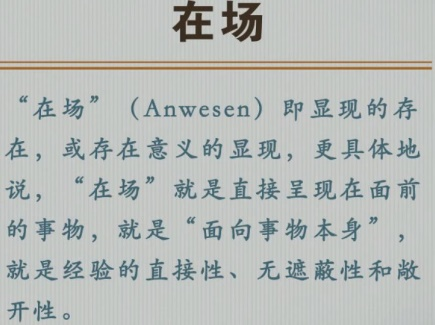 在场
“在场”（Anwesen）即显现的存
在，或存在意义的显现，更具体地
说，“在场”就是直接呈现在面前
的事物，就是“面向事物本身”，
就是经验的直接性、无遮蔽性和敞
开性。